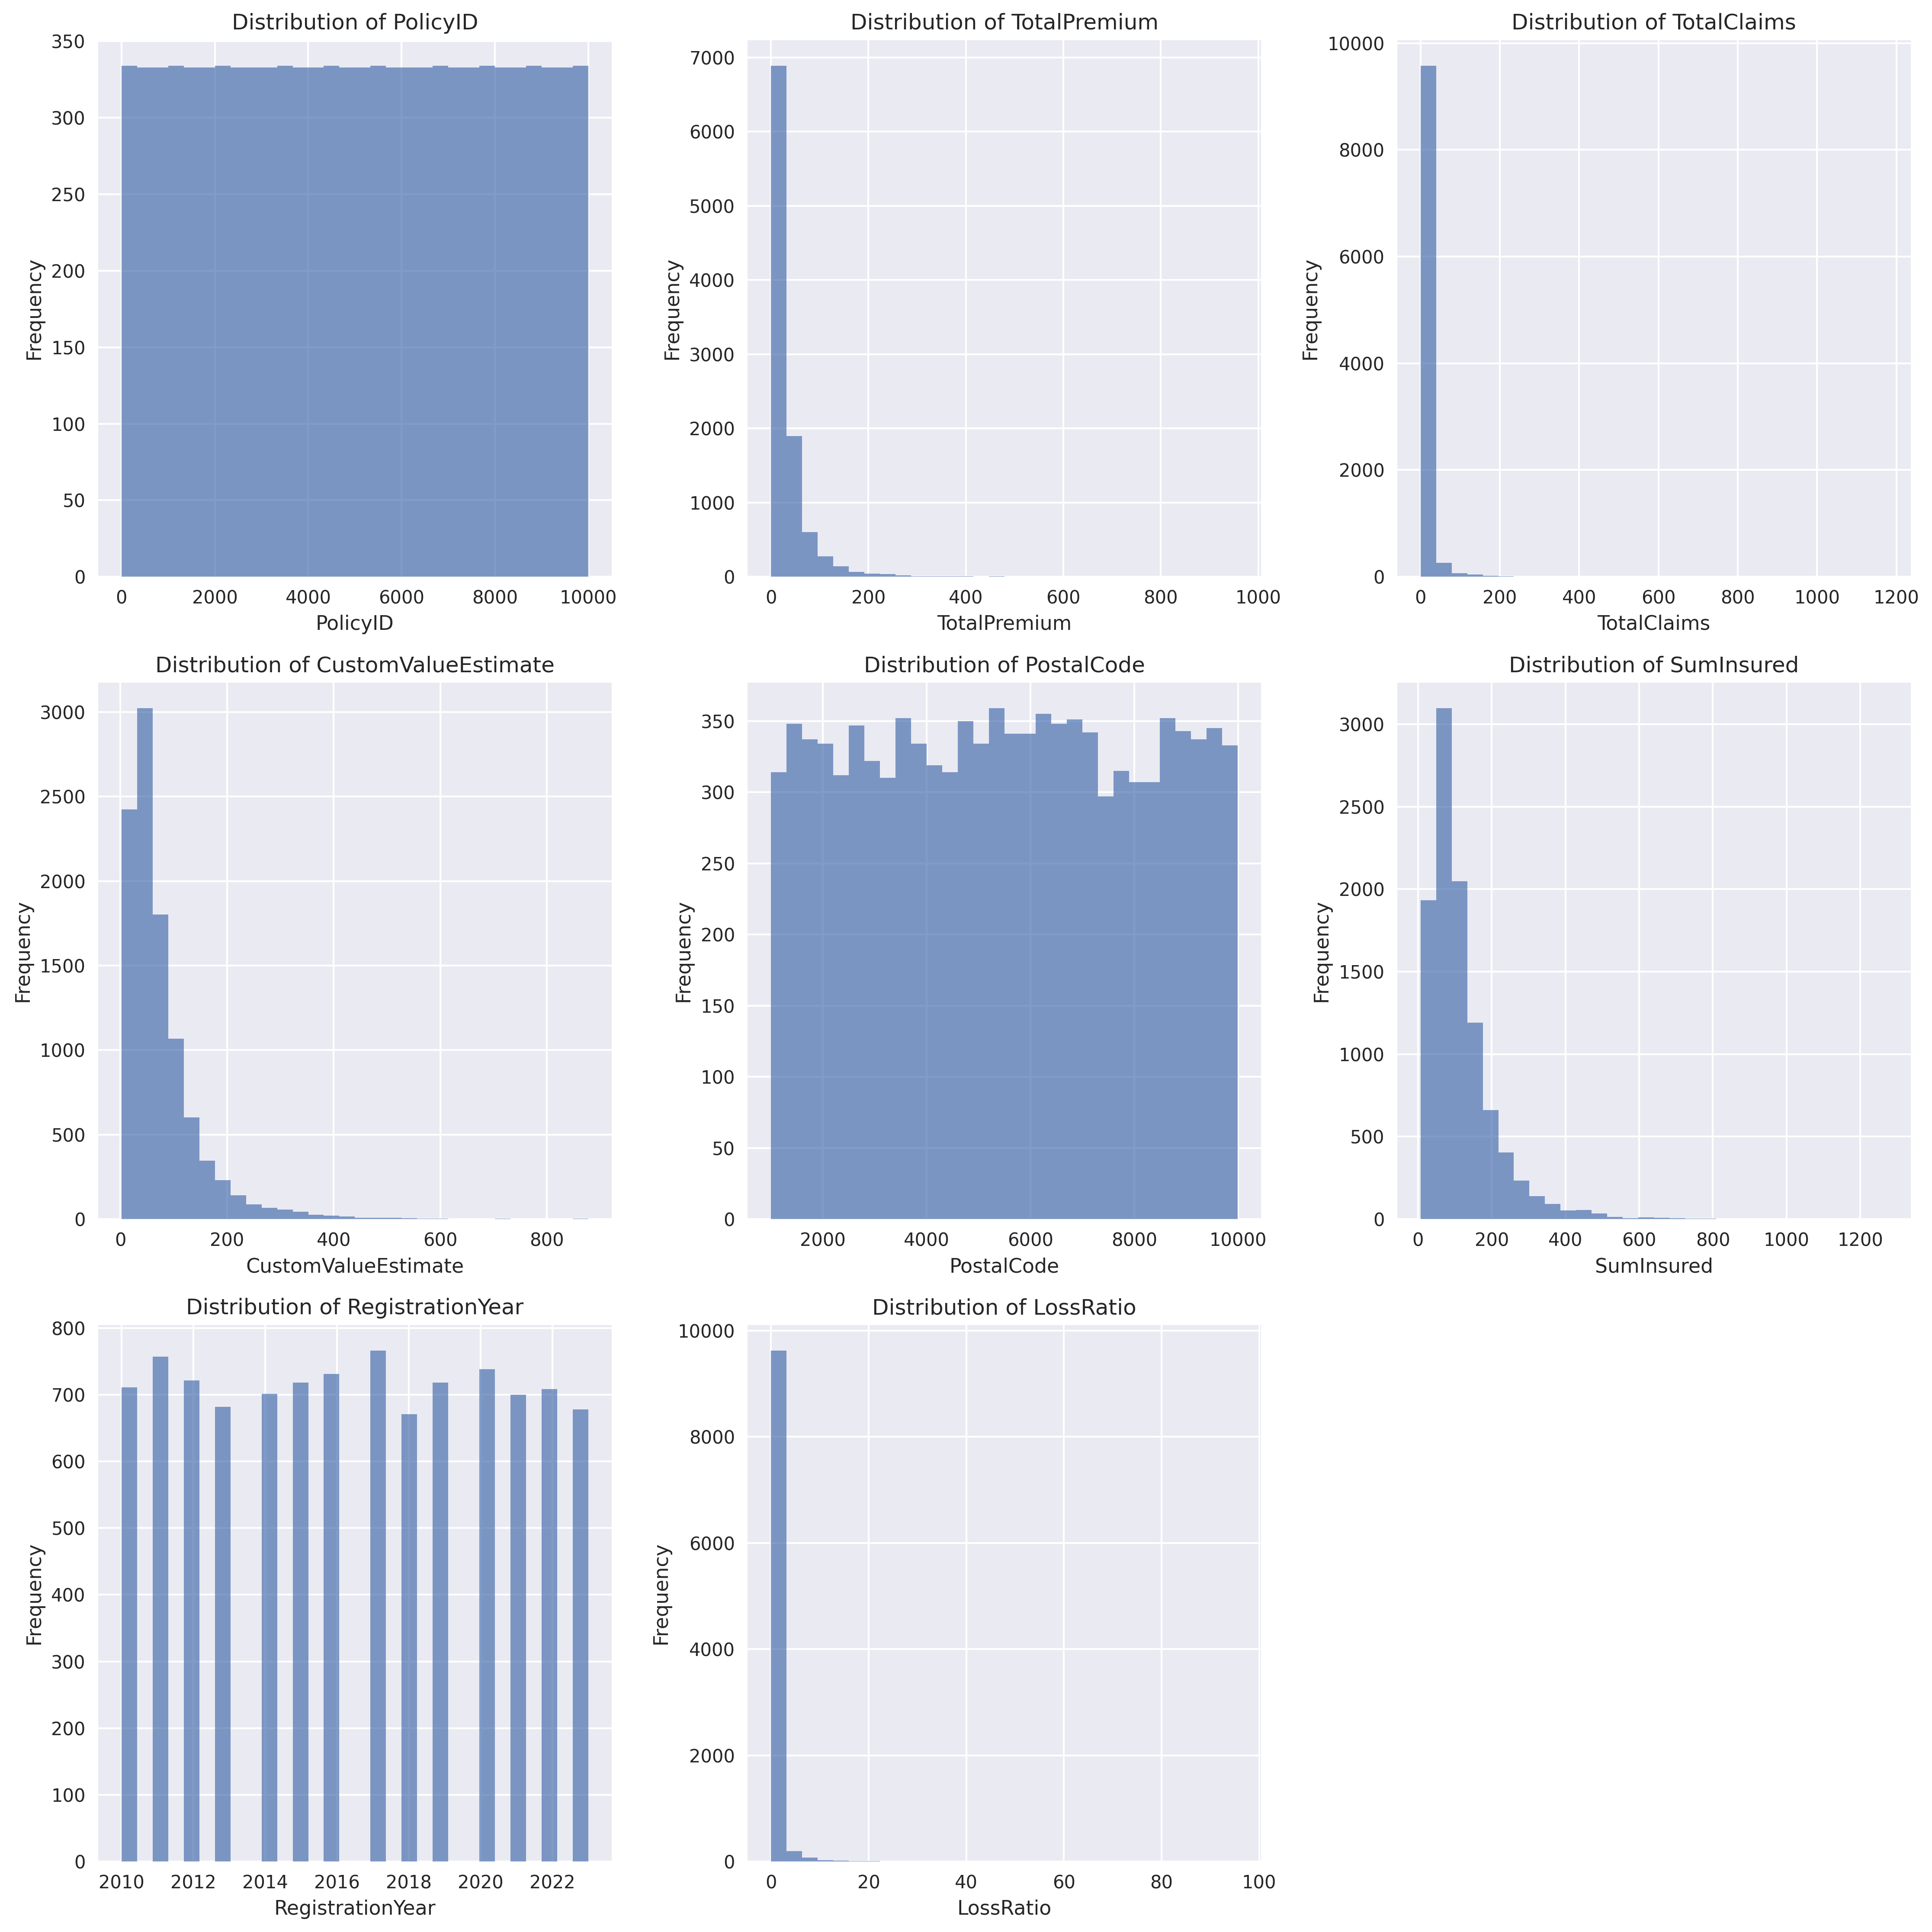 Distribution of PolicyID
350
300
250
200
150
100
50
0
Frequency
0 2000 4000 6000 8000 10000
PolicyID
Distribution of TotalPremium
7000
6000
5000
4000
3000
2000
1000
0
Frequency
0 200 400 600 800 1000
TotalPremium
Distribution of TotalClaims
10000
8000
6000
4000
2000
0
Frequency
0 200 400 600 800 1000 1200
TotalClaims
Distribution of CustomValueEstimate
3000
2500
2000
1500
1000
500
0
Frequency
0 200 400 600 800
CustomValueEstimate
Distribution of PostalCode
350
300
250
200
150
100
50
0
Frequency
2000 4000 6000 8000 10000
PostalCode
Distribution of SumInsured
3000
2500
2000
1500
1000
500
0
Frequency
0 200 400 600 800 1000 1200
SumInsured
Distribution of RegistrationYear
800
700
600
500
400
300
200
100
0
Frequency
2010 2012 2014 2016 2018 2020 2022
RegistrationYear
Distribution of LossRatio
10000
8000
6000
4000
2000
0
Frequency
0 20 40 60 80 100
LossRatio